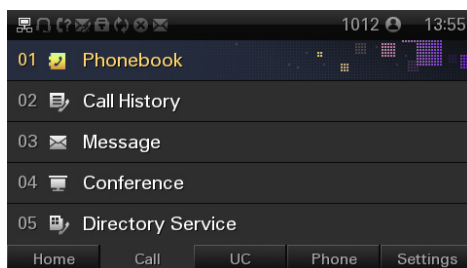 1012 13:55
01 Phonebook
02 Call History
03 Message
04 Conference
05 Directory Service
Home Call UC Phone Settings